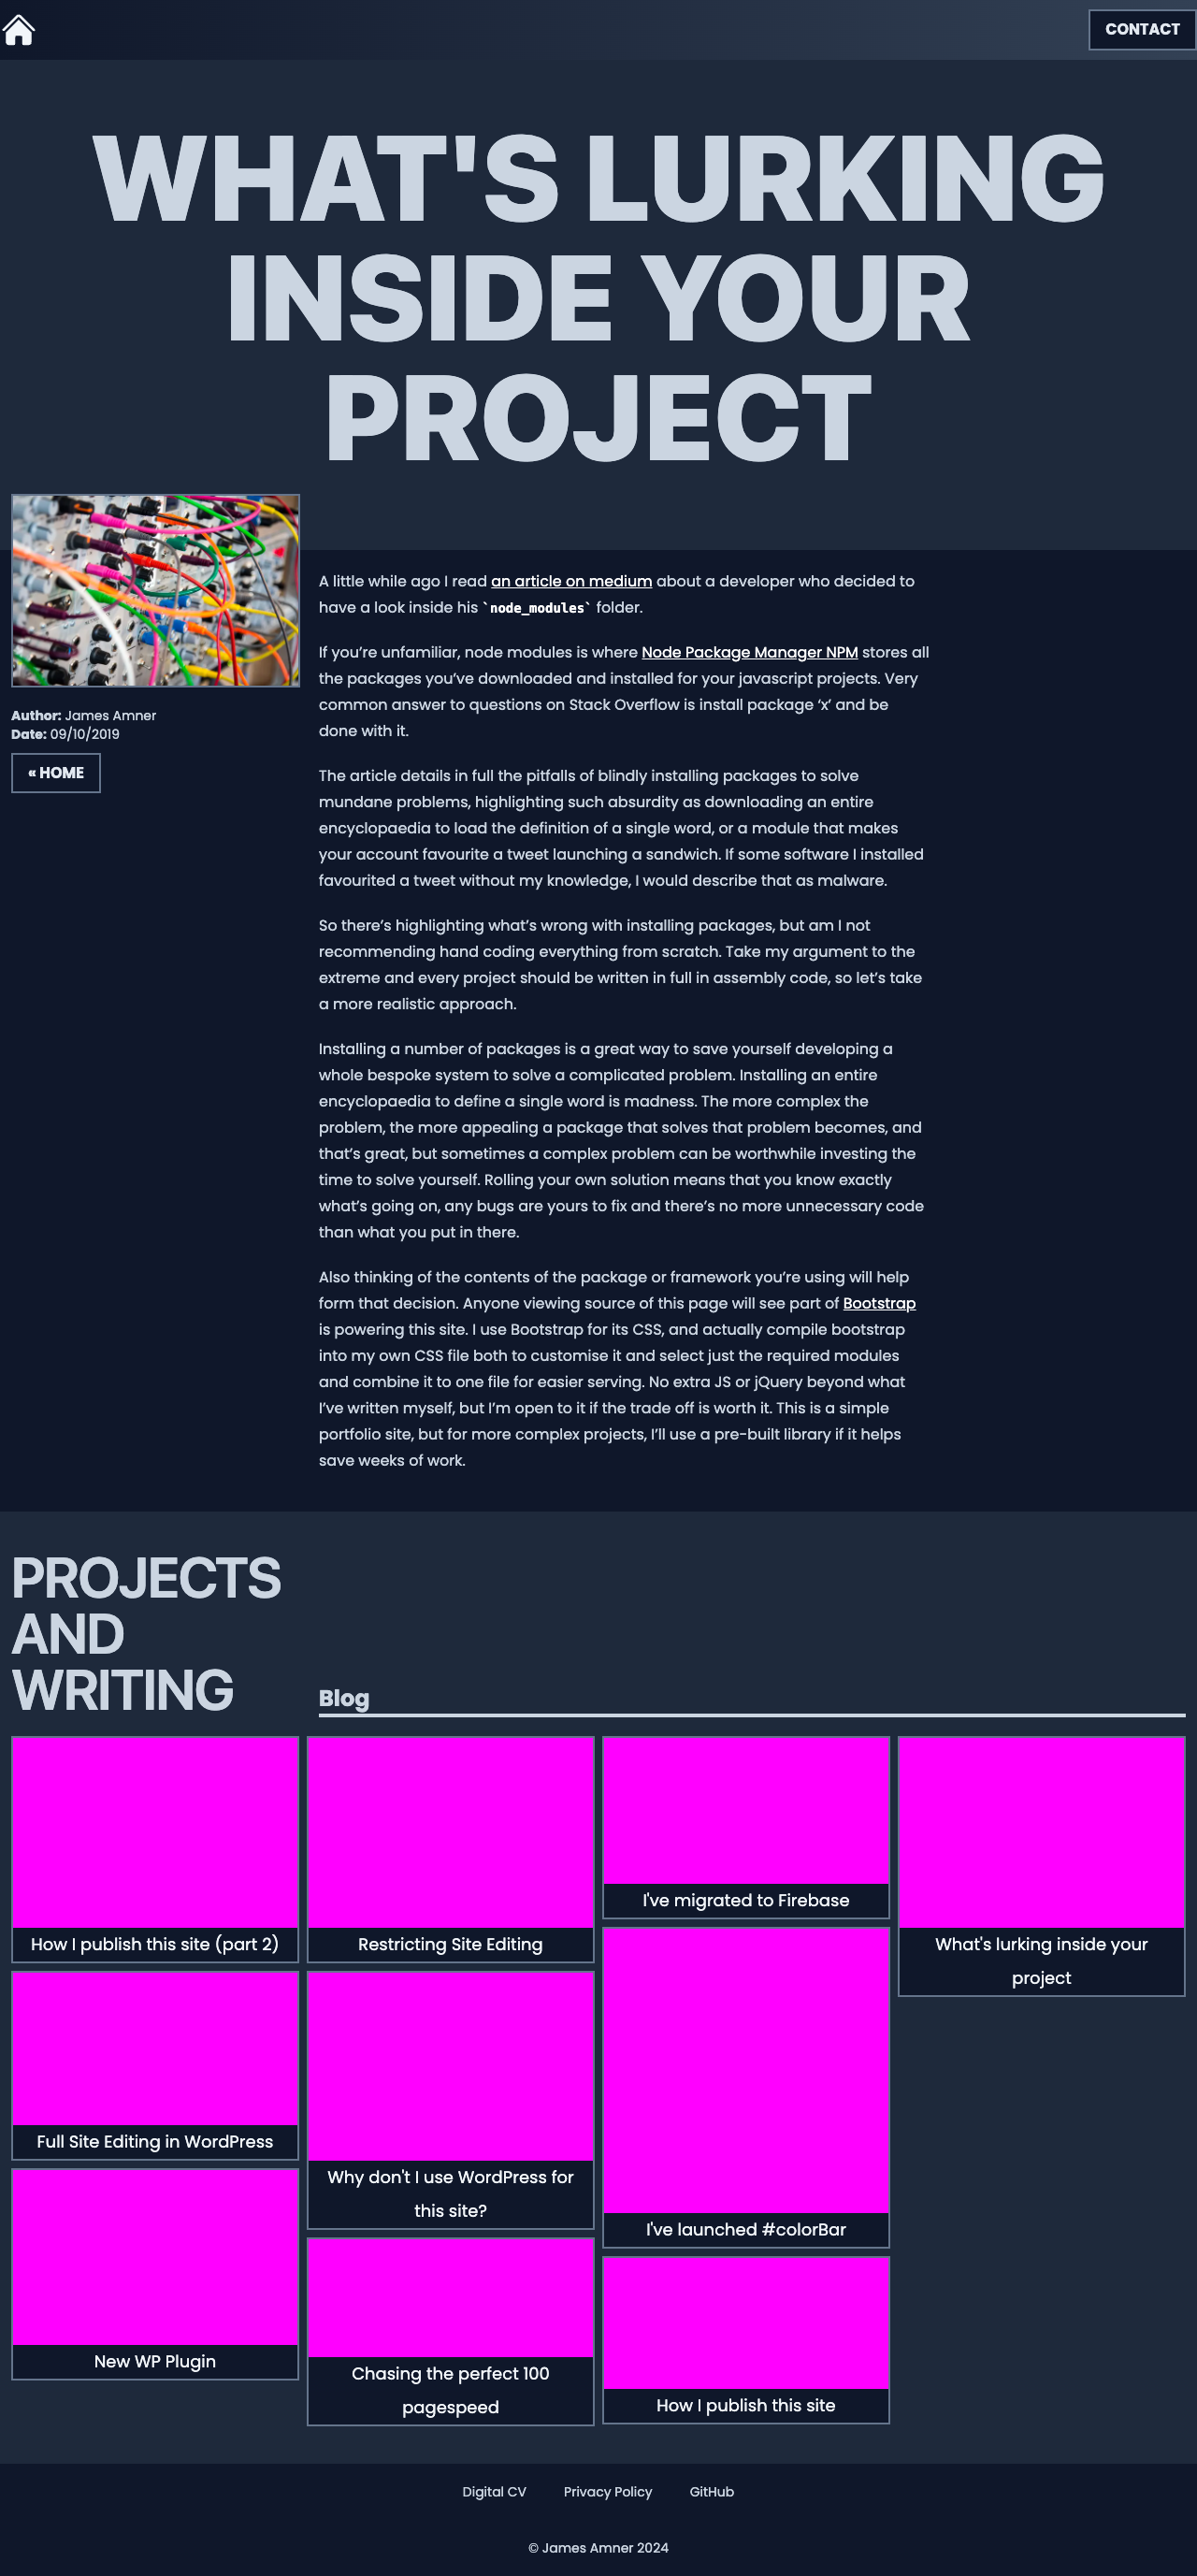 CONTACT
WHAT'S LURKING
INSIDE YOUR
PROJECT
Author: James Amner
Date: 09/10/2019
« HOME
A little while ago I read an article on medium about a developer who decided to
have a look inside his `node_modules` folder.
If you’re unfamiliar, node modules is where Node Package Manager NPM stores all
the packages you’ve downloaded and installed for your javascript projects. Very
common answer to questions on Stack Overflow is install package ‘x’ and be
done with it.
The article details in full the pitfalls of blindly installing packages to solve
mundane problems, highlighting such absurdity as downloading an entire
encyclopaedia to load the definition of a single word, or a module that makes
your account favourite a tweet launching a sandwich. If some software I installed
favourited a tweet without my knowledge, I would describe that as malware.
So there’s highlighting what’s wrong with installing packages, but am I not
recommending hand coding everything from scratch. Take my argument to the
extreme and every project should be written in full in assembly code, so let’s take
a more realistic approach.
Installing a number of packages is a great way to save yourself developing a
whole bespoke system to solve a complicated problem. Installing an entire
encyclopaedia to define a single word is madness. The more complex the
problem, the more appealing a package that solves that problem becomes, and
that’s great, but sometimes a complex problem can be worthwhile investing the
time to solve yourself. Rolling your own solution means that you know exactly
what’s going on, any bugs are yours to fix and there’s no more unnecessary code
than what you put in there.
Also thinking of the contents of the package or framework you’re using will help
form that decision. Anyone viewing source of this page will see part of Bootstrap
is powering this site. I use Bootstrap for its CSS, and actually compile bootstrap
into my own CSS file both to customise it and select just the required modules
and combine it to one file for easier serving. No extra JS or jQuery beyond what
I’ve written myself, but I’m open to it if the trade off is worth it. This is a simple
portfolio site, but for more complex projects, I’ll use a pre-built library if it helps
save weeks of work.
PROJECTS
AND
WRITING
Blog
How I publish this site (part 2)
Full Site Editing in WordPress
New WP Plugin
Restricting Site Editing
Why don't I use WordPress for
this site?
Chasing the perfect 100
pagespeed
I've migrated to Firebase
I've launched #colorBar
How I publish this site
What's lurking inside your
project
Digital CV
Privacy Policy
GitHub
© James Amner 2024